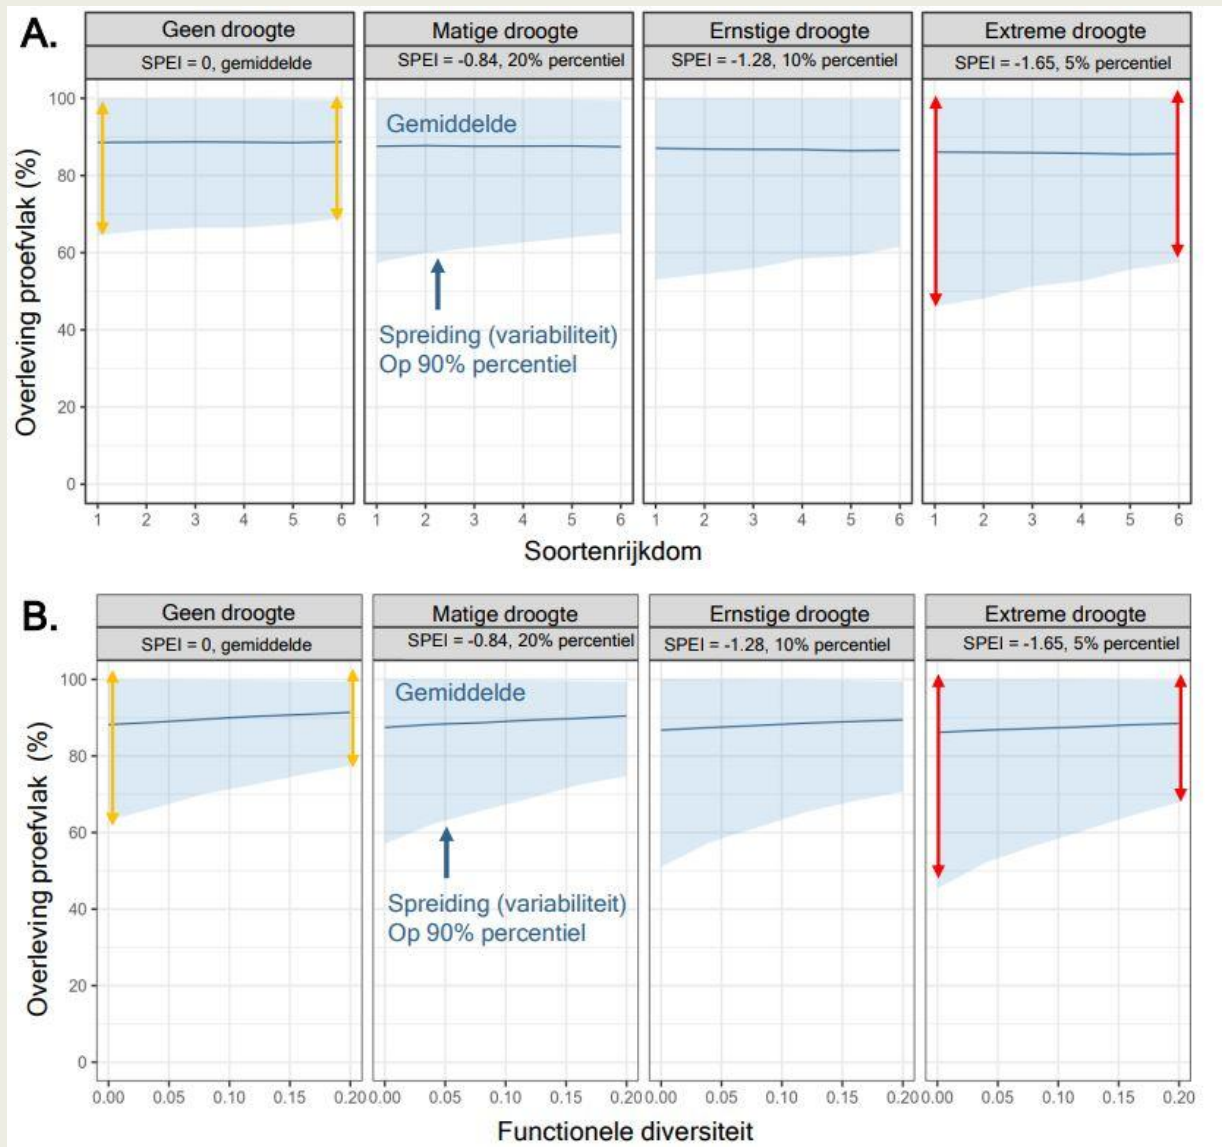 A.
Geen droogte
Matige droogte
Ernstige droogte
Extreme droogte
SPEI = 0, gemiddelde
SPEI = -0.84, 20% percentiel
SPEI = -1.28, 10% percentiel
SPEI = -1.65, 5% percentiel
Overleving proefvlak (%)
100
80
60
40
20
0
Gemiddelde
Spreiding (variabiliteit)
Op 90% percentiel
1 2 3 4 5 6
1 2 3 4 5 6
1 2 3 4 5 6
1 2 3 4 5 6
Soortenrijkdom
B.
Geen droogte
Matige droogte
Ernstige droogte
Extreme droogte
SPEI = 0, gemiddelde
SPEI = -0.84, 20% percentiel
SPEI = -1.28, 10% percentiel
SPEI = -1.65, 5% percentiel
Overleving proefvlak (%)
100
80
60
40
20
0
Gemiddelde
Spreiding (variabiliteit)
Op 90% percentiel
0.00 0.05 0.10 0.15 0.20
0.00 0.05 0.10 0.15 0.20
0.00 0.05 0.10 0.15 0.20
0.00 0.05 0.10 0.15 0.20
Functionele diversiteit